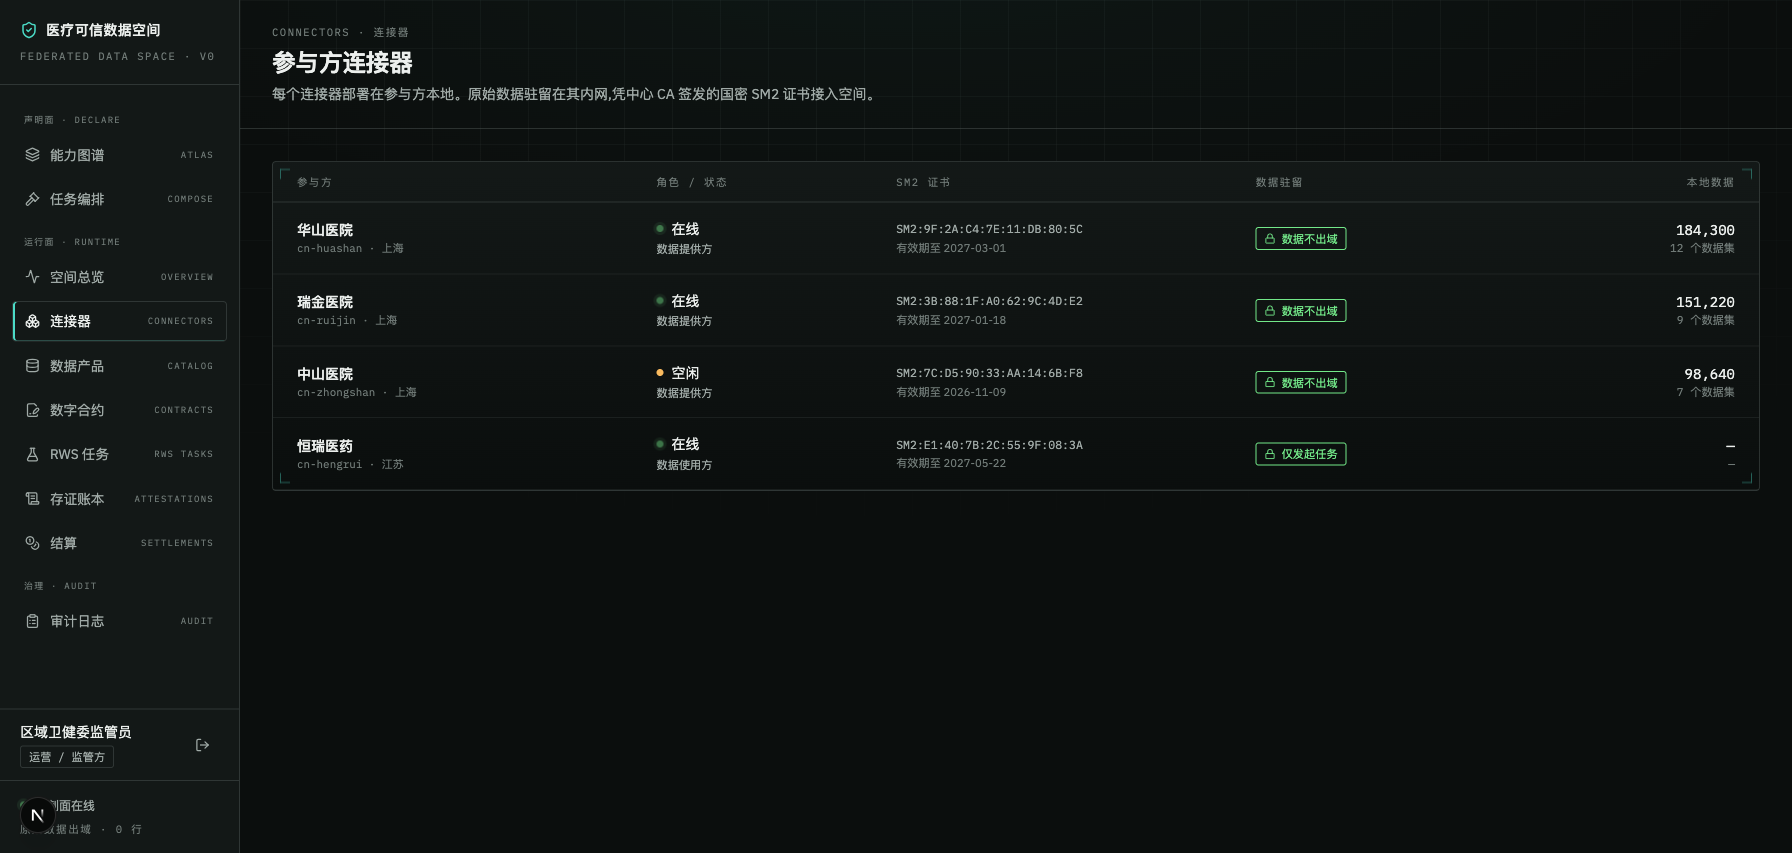 医疗可信数据空间
FEDERATED DATA SPACE · V0
声明面 · DECLARE
能力图谱 ATLAS
任务编排 COMPOSE
运行面 · RUNTIME
空间总览 OVERVIEW
连接器 CONNECTORS
数据产品 CATALOG
数字合约 CONTRACTS
RWS 任务 RWS TASKS
存证账本 ATTESTATIONS
结算 SETTLEMENTS
治理 · AUDIT
审计日志 AUDIT
区域卫健委监管员
运营 / 监管方
面在线
数据出域 · 0 行
CONNECTORS · 连接器
参与方连接器
每个连接器部署在参与方本地。原始数据驻留在其内网,凭中心 CA 签发的国密 SM2 证书接入空间。
参与方 角色 / 状态 SM2 证书 数据驻留 本地数据
华山医院 在线 SM2:9F:2A:C4:7E:11:DB:80:5C 数据不出域 184,300
cn-huashan · 上海 数据提供方 有效期至 2027-03-01 12 个数据集
瑞金医院 在线 SM2:3B:88:1F:A0:62:9C:4D:E2 数据不出域 151,220
cn-ruijin · 上海 数据提供方 有效期至 2027-01-18 9 个数据集
中山医院 空闲 SM2:7C:D5:90:33:AA:14:6B:F8 数据不出域 98,640
cn-zhongshan · 上海 数据提供方 有效期至 2026-11-09 7 个数据集
恒瑞医药 在线 SM2:E1:40:7B:2C:55:9F:08:3A 仅发起任务 —
cn-hengrui · 江苏 数据使用方 有效期至 2027-05-22 —